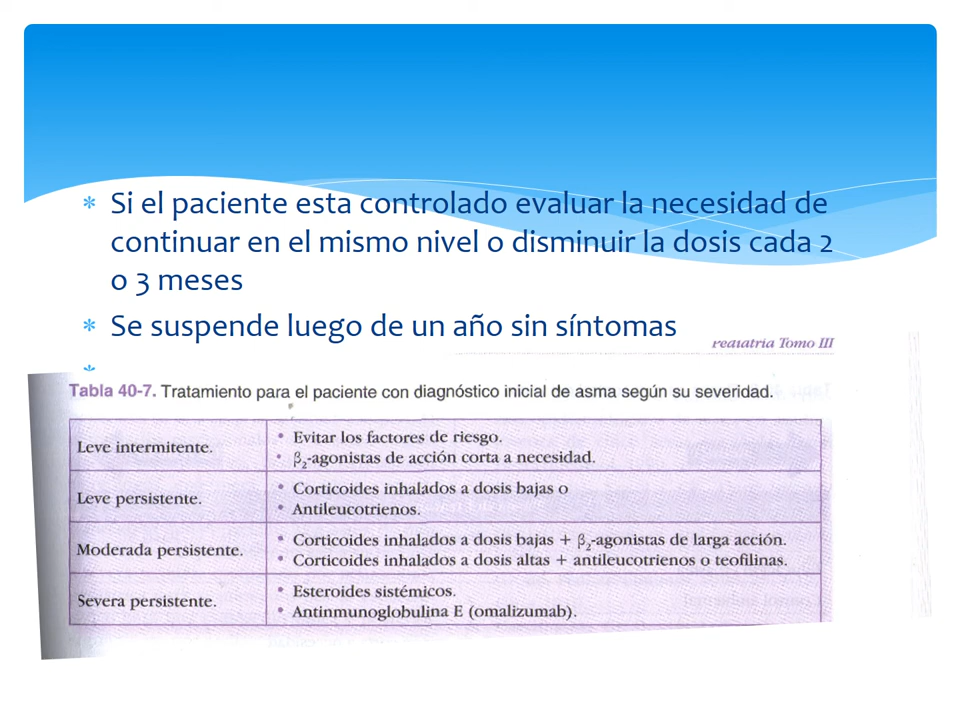 * Si el paciente esta controlado evaluar la necesidad de
continuar en el mismo nivel o disminuir la dosis cada 2
o 3 meses
* Se suspende luego de un año sin síntomas
Tomo III
Tabla 40-7. Tratamiento para el paciente con diagnóstico inicial de asma según su severidad.
Leve intermitente.
• Evitar los factores de riesgo.
• β₂-agonistas de acción corta a necesidad.
Leve persistente.
• Corticoides inhalados a dosis bajas o
• Antileucotrienos.
Moderada persistente.
• Corticoides inhalados a dosis bajas + β₂-agonistas de larga acción.
• Corticoides inhalados a dosis altas + antileucotrienos o teofilinas.
Severa persistente.
• Esteroides sistémicos.
• Antinmunoglobulina E (omalizumab).